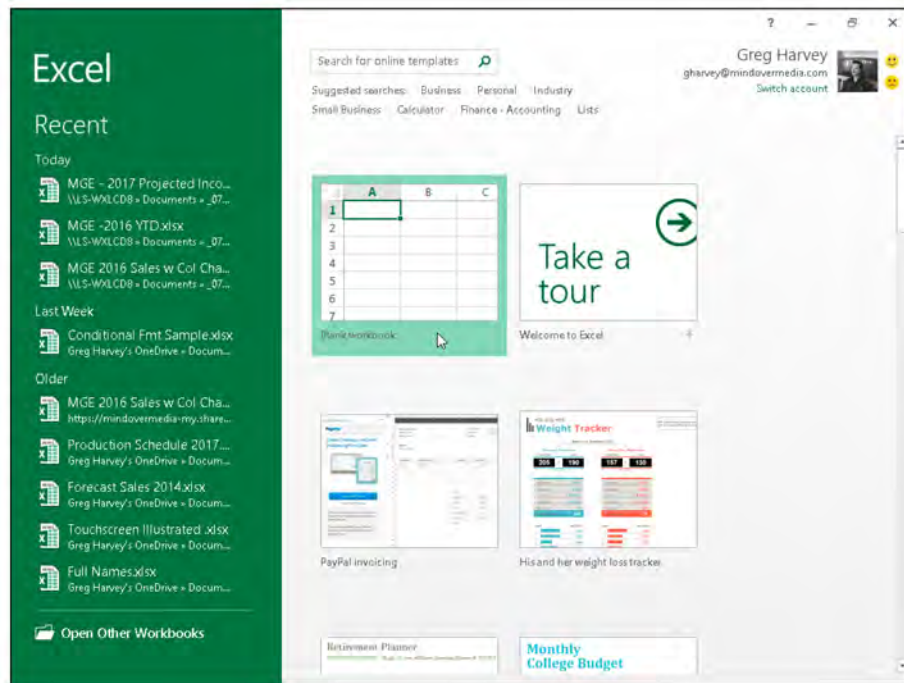 Excel
Recent
Today
MGE - 2017 Projected Inco...
\\LS-WXLCD8 » Documents » _07...
MGE -2016 YTD.xlsx
\\LS-WXLCD8 » Documents » _07...
MGE 2016 Sales w Col Cha...
\\LS-WXLCD8 » Documents » _07...
Last Week
Conditional Fmt Sample.xlsx
Greg Harvey's OneDrive » Docum...
Older
MGE 2016 Sales w Col Cha...
https://mindovermedia-my.share...
Production Schedule 2017....
Greg Harvey's OneDrive » Docum...
Forecast Sales 2014.xlsx
Greg Harvey's OneDrive » Docum...
Touchscreen Illustrated .xlsx
Greg Harvey's OneDrive » Docum...
Full Names.xlsx
Greg Harvey's OneDrive » Docum...
Open Other Workbooks
?
Search for online templates
Suggested searches: Business Personal Industry
Small Business Calculator Finance - Accounting Lists
Greg Harvey
gharvey@mindovermedia.com
Switch account
A B C
1
2
3
4
5
6
7
Blank workbook
Take a
tour
Welcome to Excel
PayPal invoicing
Weight Tracker
205 190 157 130
His and her weight loss tracker
Retirement Planner
Monthly
College Budget